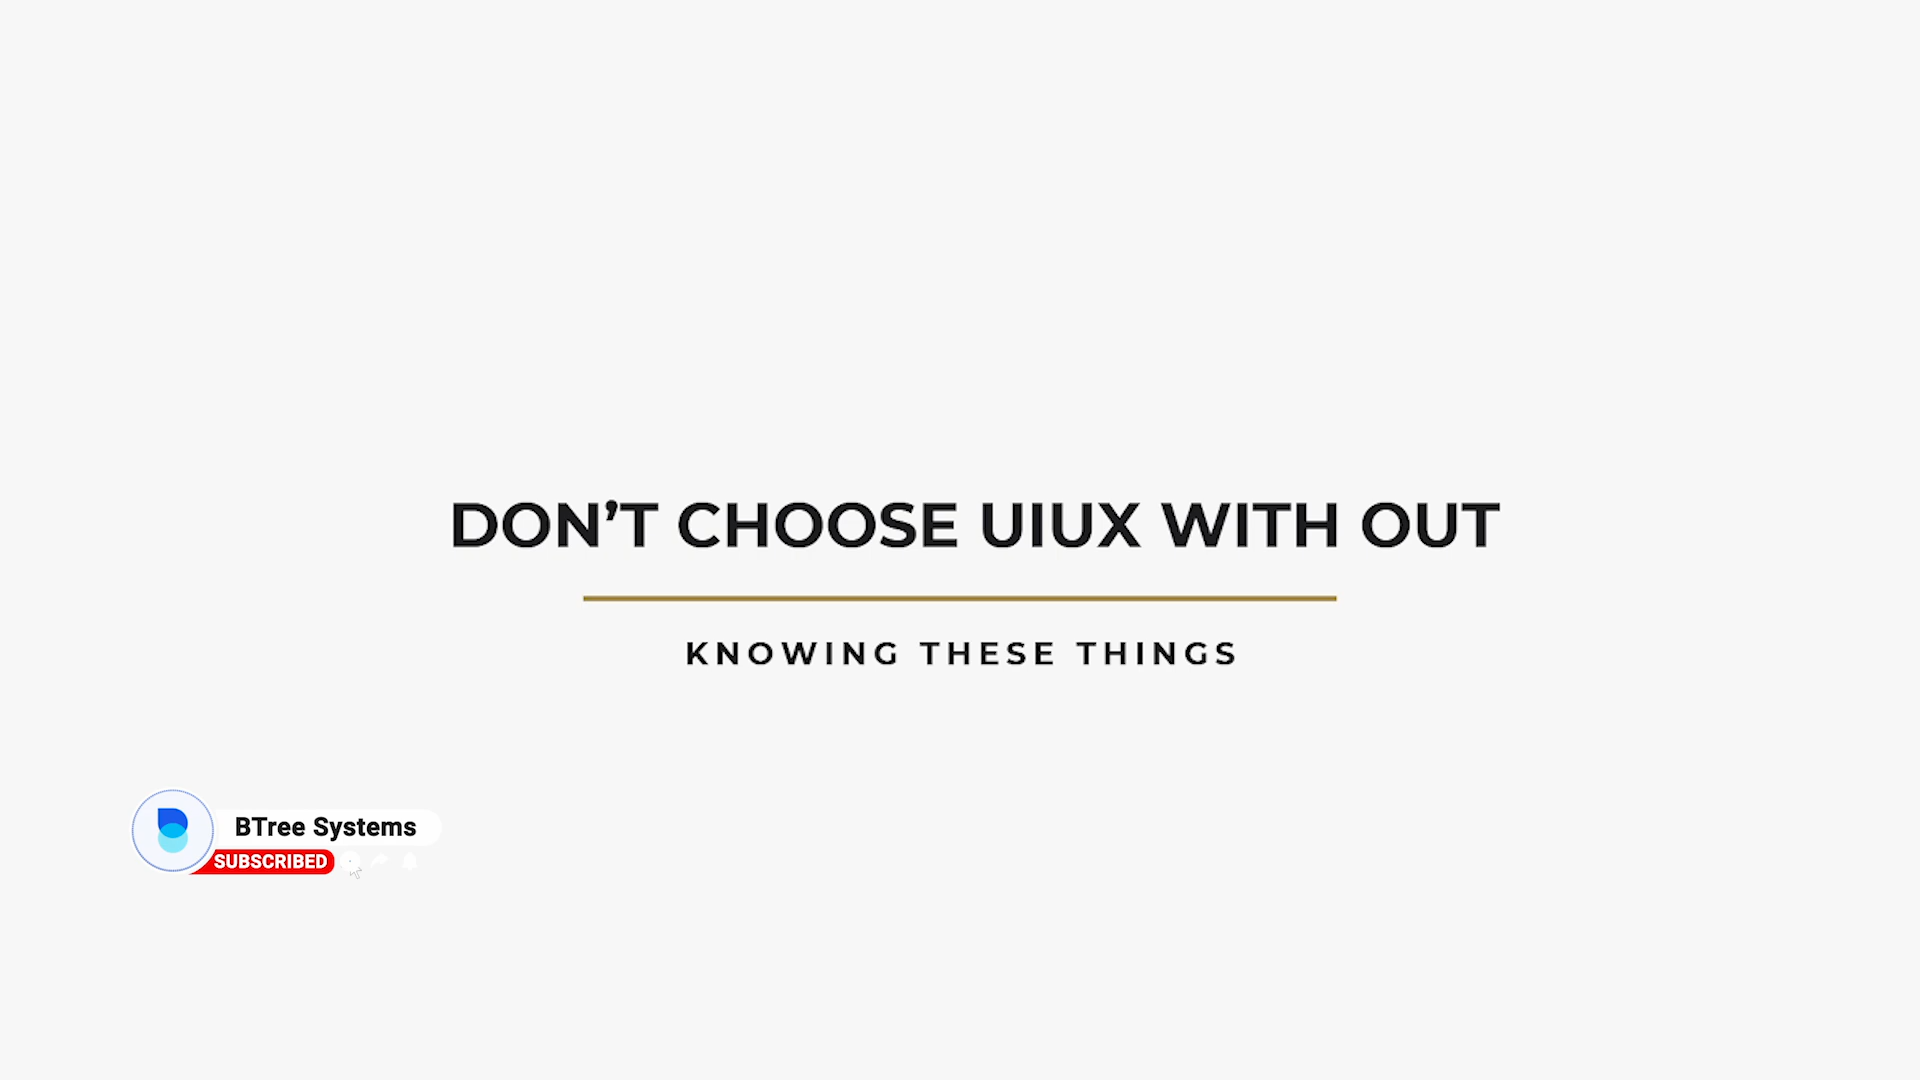 DON’T CHOOSE UIUX WITH OUT
KNOWING THESE THINGS
BTree Systems
SUBSCRIBED